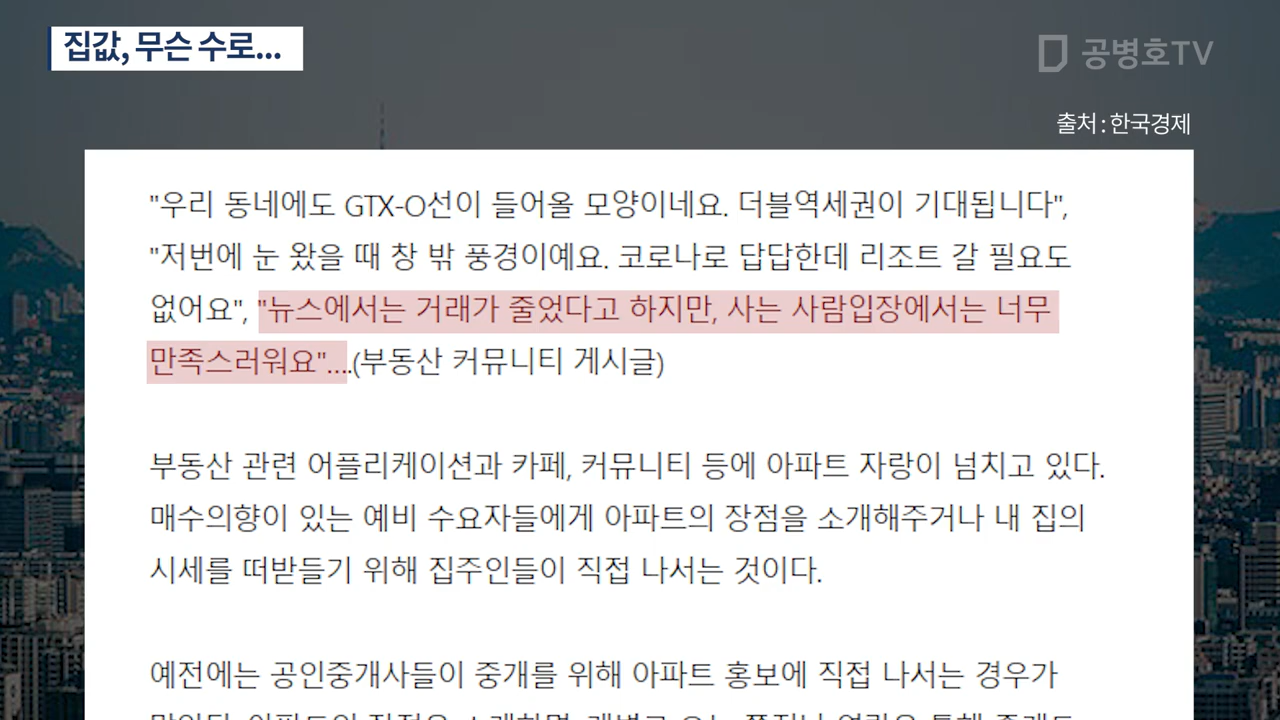 집값, 무슨 수로...
공병호TV
출처 : 한국경제
"우리 동네에도 GTX-O선이 들어올 모양이네요. 더블역세권이 기대됩니다",
"저번에 눈 왔을 때 창 밖 풍경이예요. 코로나로 답답한데 리조트 갈 필요도
없어요", "뉴스에서는 거래가 줄었다고 하지만, 사는 사람입장에서는 너무
만족스러워요"....(부동산 커뮤니티 게시글)
부동산 관련 어플리케이션과 카페, 커뮤니티 등에 아파트 자랑이 넘치고 있다.
매수의향이 있는 예비 수요자들에게 아파트의 장점을 소개해주거나 내 집의
시세를 떠받들기 위해 집주인들이 직접 나서는 것이다.
예전에는 공인중개사들이 중개를 위해 아파트 홍보에 직접 나서는 경우가